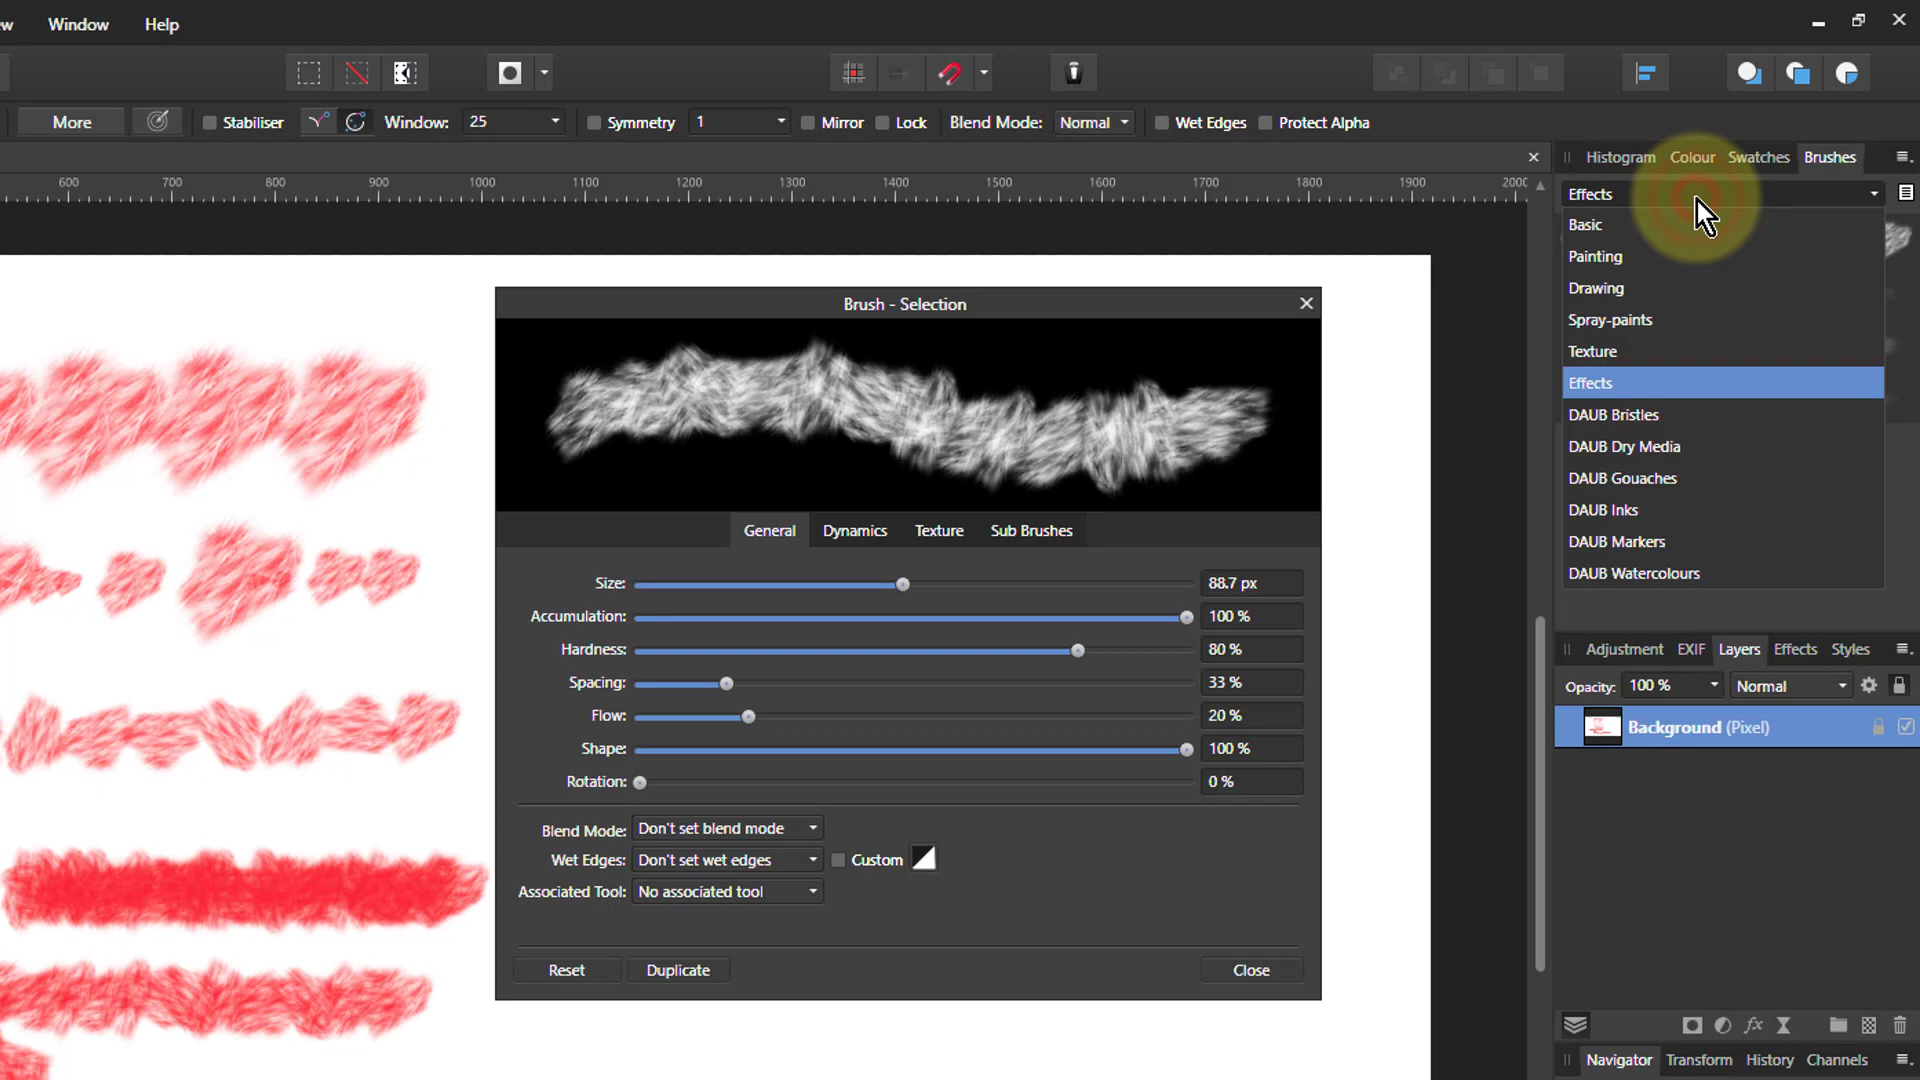 ew Window Help
More Stabiliser Window: 25 Symmetry 1 Mirror Lock Blend Mode: Normal Wet Edges Protect Alpha
Histogram Colour Swatches Brushes
600 700 800 900 1000 1100 1200 1300 1400 1500 1600 1700 1800 1900 2000
Effects
Basic
Painting
Drawing
Spray-paints
Texture
Effects
DAUB Bristles
DAUB Dry Media
DAUB Gouaches
DAUB Inks
DAUB Markers
DAUB Watercolours
Brush - Selection
General Dynamics Texture Sub Brushes
Size: 88.7 px
Accumulation: 100 %
Hardness: 80 %
Spacing: 33 %
Flow: 20 %
Shape: 100 %
Rotation: 0 %
Blend Mode: Don't set blend mode
Wet Edges: Don't set wet edges Custom
Associated Tool: No associated tool
Reset Duplicate Close
Adjustment EXIF Layers Effects Styles
Opacity: 100 % Normal
Background (Pixel)
fx
Navigator Transform History Channels